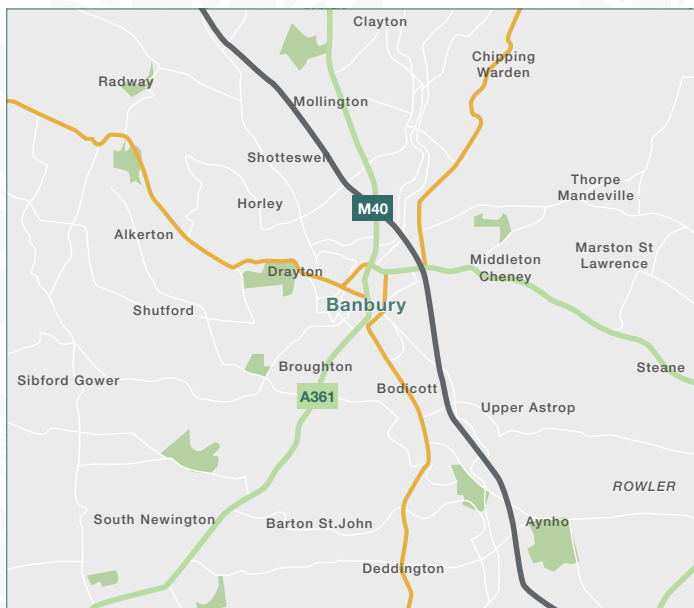 Clayton
Chipping
Warden
Radway
Mollington
Shotteswell
Thorpe
Mandeville
Horley
M40
Alkerton
Marston St
Lawrence
Middleton
Cheney
Drayton
Banbury
Shutford
Broughton
Steane
Sibford Gower
Bodicott
A361
Upper Astrop
ROWLER
South Newington
Barton St.John
Aynho
Deddington